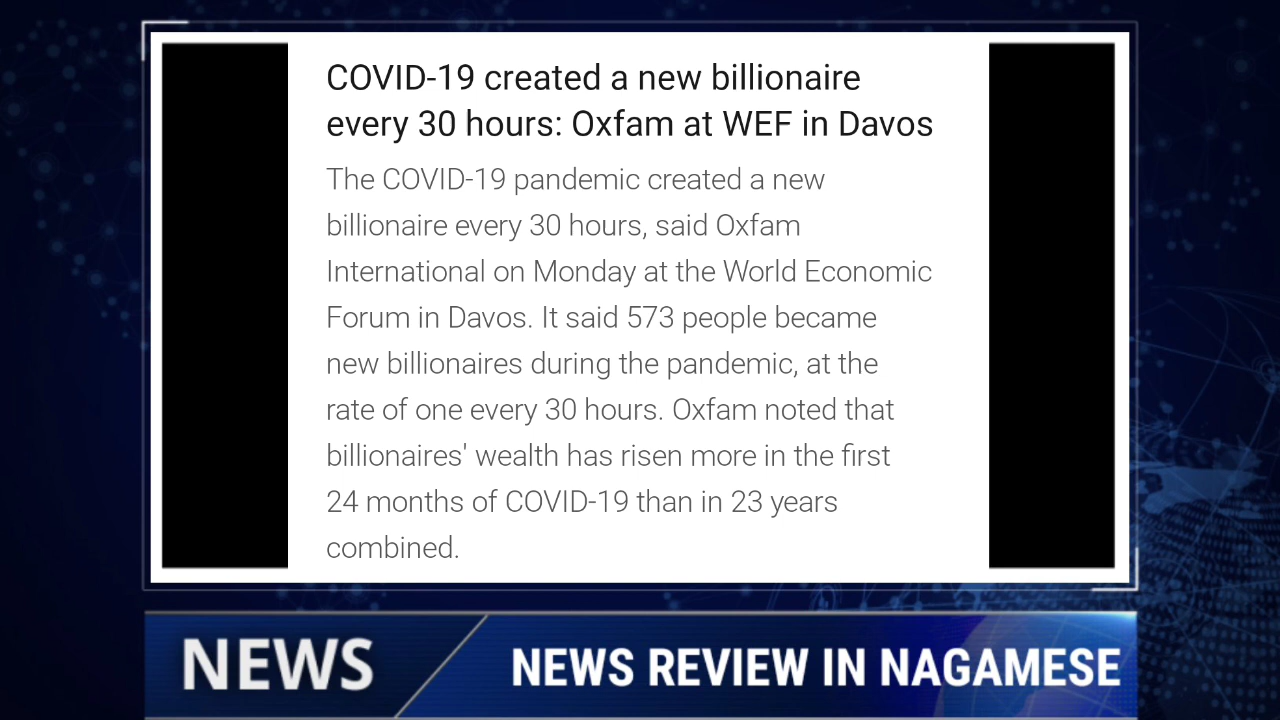 COVID-19 created a new billionaire
every 30 hours: Oxfam at WEF in Davos
The COVID-19 pandemic created a new
billionaire every 30 hours, said Oxfam
International on Monday at the World Economic
Forum in Davos. It said 573 people became
new billionaires during the pandemic, at the
rate of one every 30 hours. Oxfam noted that
billionaires' wealth has risen more in the first
24 months of COVID-19 than in 23 years
combined.
NEWS
NEWS REVIEW IN NAGAMESE